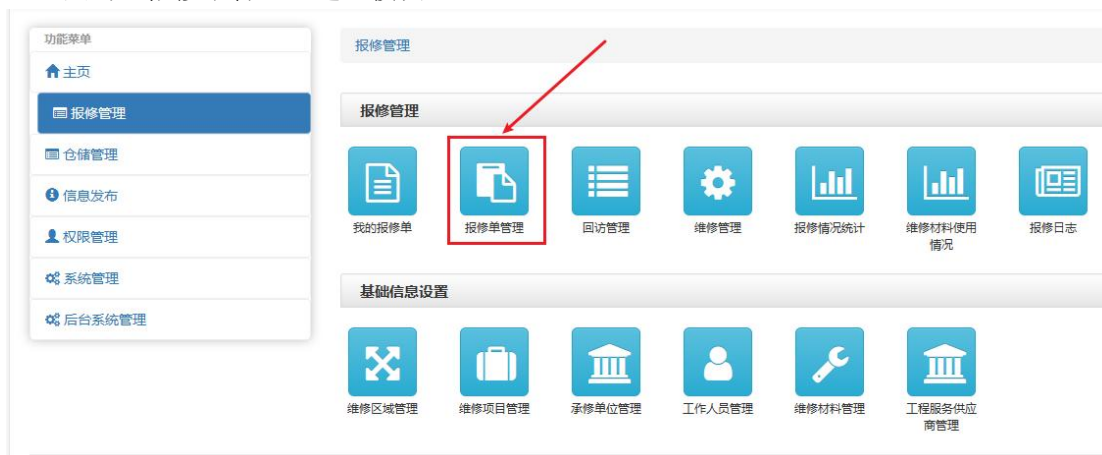 功能菜单
主页
报修管理
仓储管理
信息发布
权限管理
系统管理
后台系统管理
报修管理
报修管理
我的报修单
报修单管理
回访管理
维修管理
报修情况统计
维修材料使用
情况
报修日志
基础信息设置
维修区域管理
维修项目管理
承修单位管理
工作人员管理
维修材料管理
工程服务供应
商管理